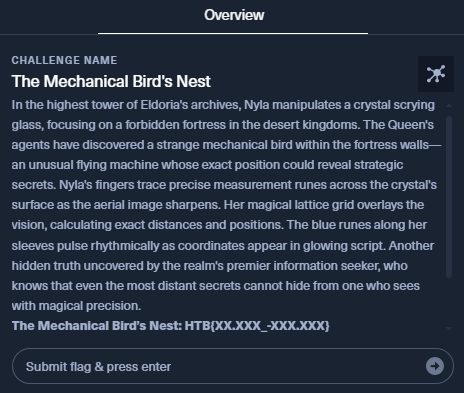 Overview
CHALLENGE NAME
The Mechanical Bird's Nest
In the highest tower of Eldoria's archives, Nyla manipulates a crystal scrying
glass, focusing on a forbidden fortress in the desert kingdoms. The Queen's
agents have discovered a strange mechanical bird within the fortress walls—
an unusual flying machine whose exact position could reveal strategic
secrets. Nyla's fingers trace precise measurement runes across the crystal's
surface as the aerial image sharpens. Her magical lattice grid overlays the
vision, calculating exact distances and positions. The blue runes along her
sleeves pulse rhythmically as coordinates appear in glowing script. Another
hidden truth uncovered by the realm's premier information seeker, who
knows that even the most distant secrets cannot hide from one who sees
with magical precision.
The Mechanical Bird's Nest: HTB{XX.XXX_-XXX.XXX}
Submit flag & press enter